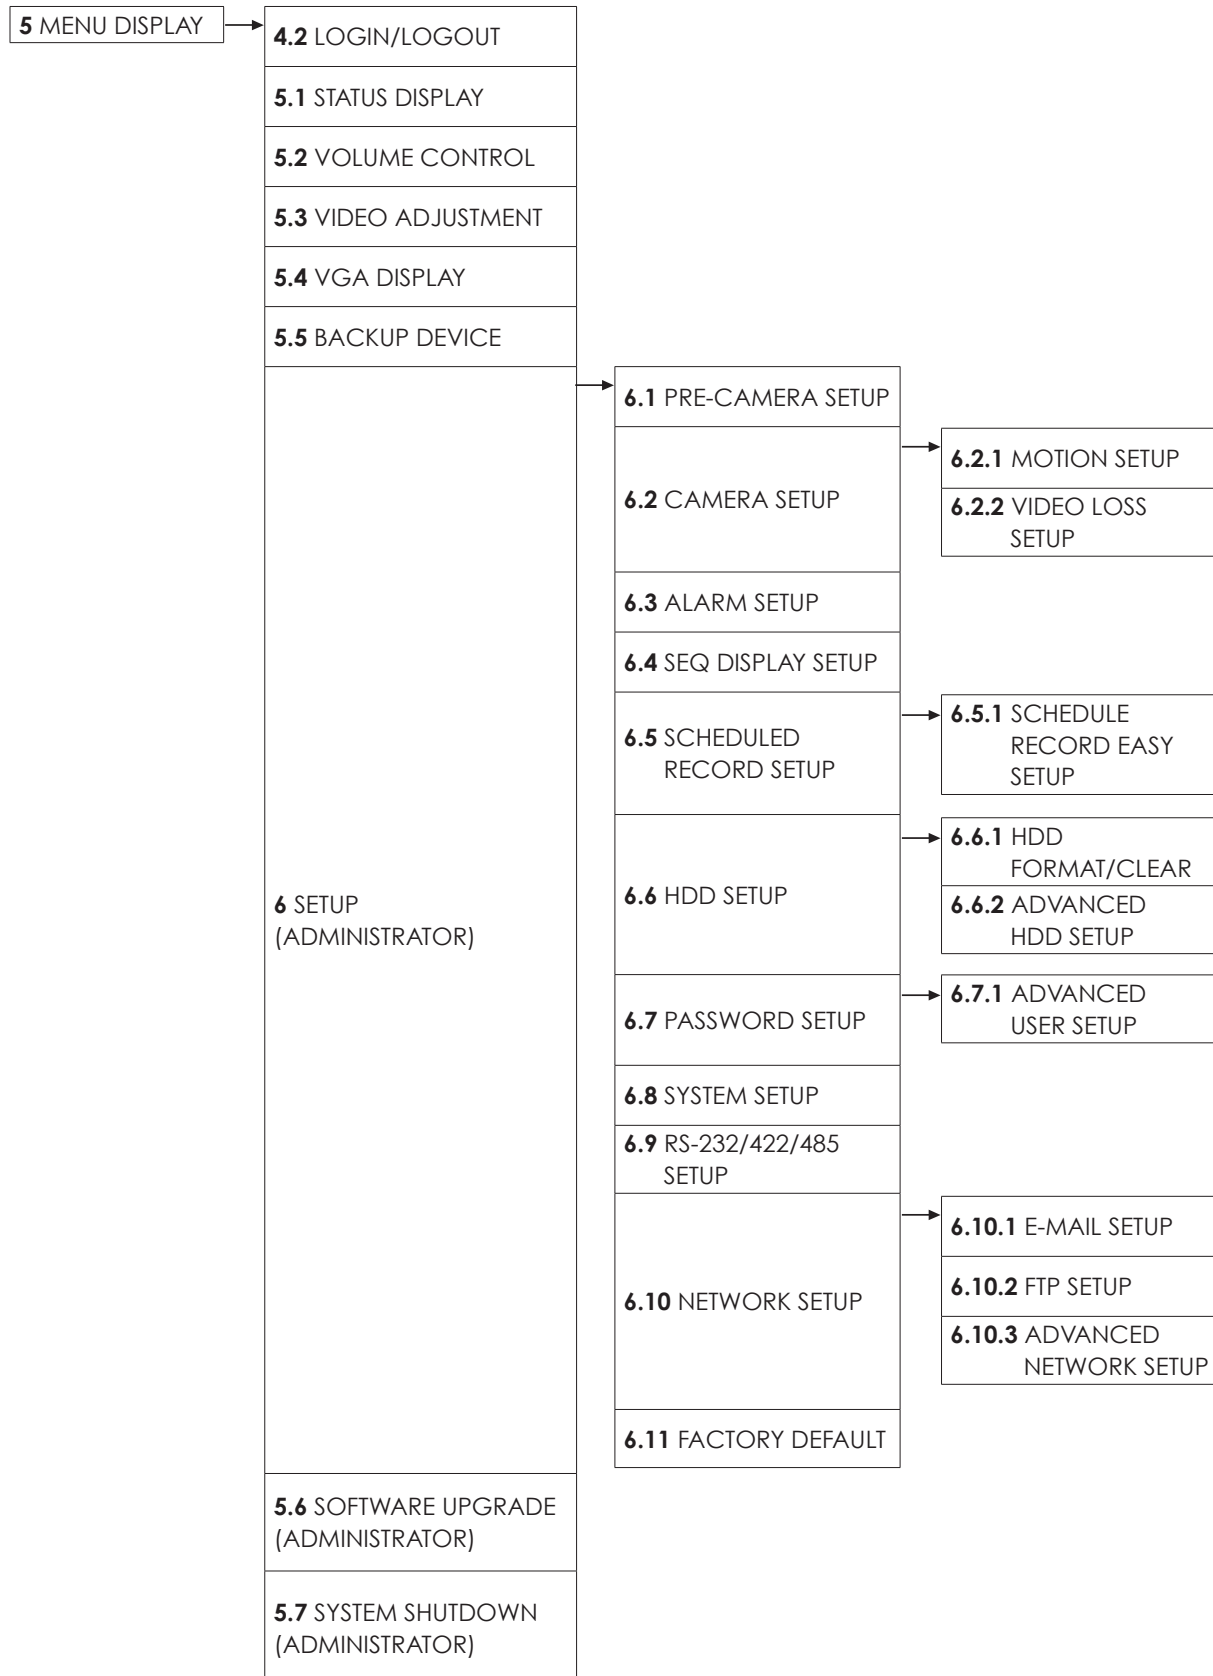 5 MENU DISPLAY
4.2 LOGIN/LOGOUT
5.1 STATUS DISPLAY
5.2 VOLUME CONTROL
5.3 VIDEO ADJUSTMENT
5.4 VGA DISPLAY
5.5 BACKUP DEVICE
6 SETUP
(ADMINISTRATOR)
6.1 PRE-CAMERA SETUP
6.2 CAMERA SETUP
6.2.1 MOTION SETUP
6.2.2 VIDEO LOSS
SETUP
6.3 ALARM SETUP
6.4 SEQ DISPLAY SETUP
6.5 SCHEDULED
RECORD SETUP
6.5.1 SCHEDULE
RECORD EASY
SETUP
6.6 HDD SETUP
6.6.1 HDD
FORMAT/CLEAR
6.6.2 ADVANCED
HDD SETUP
6.7 PASSWORD SETUP
6.7.1 ADVANCED
USER SETUP
6.8 SYSTEM SETUP
6.9 RS-232/422/485
SETUP
6.10 NETWORK SETUP
6.10.1 E-MAIL SETUP
6.10.2 FTP SETUP
6.10.3 ADVANCED
NETWORK SETUP
6.11 FACTORY DEFAULT
5.6 SOFTWARE UPGRADE
(ADMINISTRATOR)
5.7 SYSTEM SHUTDOWN
(ADMINISTRATOR)